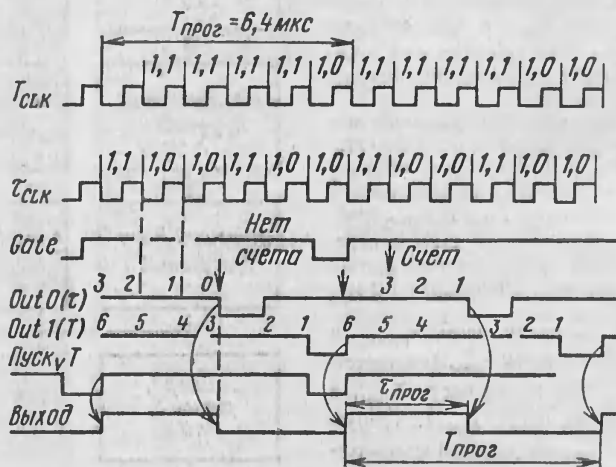 Tпрог = 6,4 мкс
1,1 1,1 1,1 1,1 1,0 1,1 1,1 1,1 1,1 1,0 1,0
TCLK
1,1 1,0 1,0 1,1 1,0 1,0 1,1 1,0 1,0 1,1 1,0 1,0
τCLK
Gate
Нет
счета
Счёт
3 2 1 0 3 2 1
Out 0(τ)
6 5 4 3 2 1 6 5 4 3 2 1
Out 1(T)
Пуск v T
τпрог
Выход
Tпрог